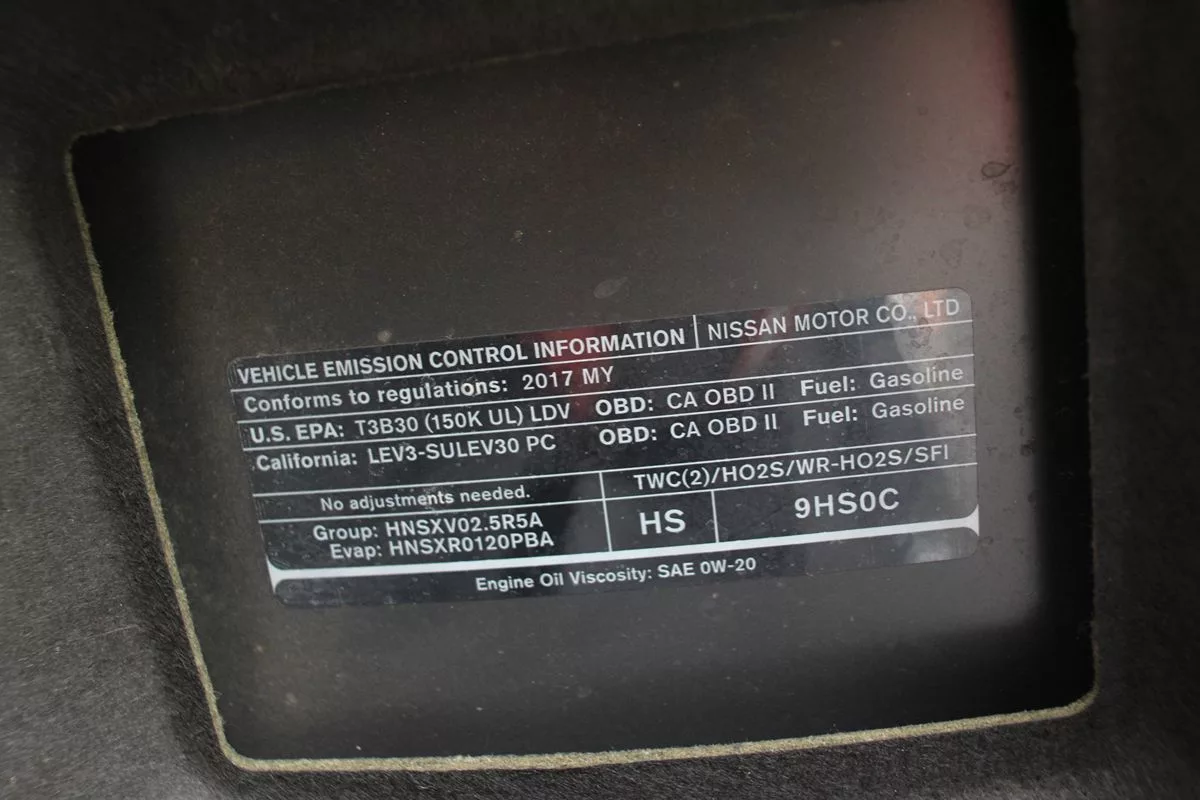 VEHICLE EMISSION CONTROL INFORMATION NISSAN MOTOR CO., LTD
Conforms to regulations: 2017 MY
U.S. EPA: T3B30 (150K UL) LDV OBD: CA OBD II Fuel: Gasoline
California: LEV3-SULEV30 PC OBD: CA OBD II Fuel: Gasoline
No adjustments needed. TWC(2)/HO2S/WR-HO2S/SFI
Group: HNSXV02.5R5A HS 9HS0C
Evap: HNSXR0120PBA
Engine Oil Viscosity: SAE 0W-20